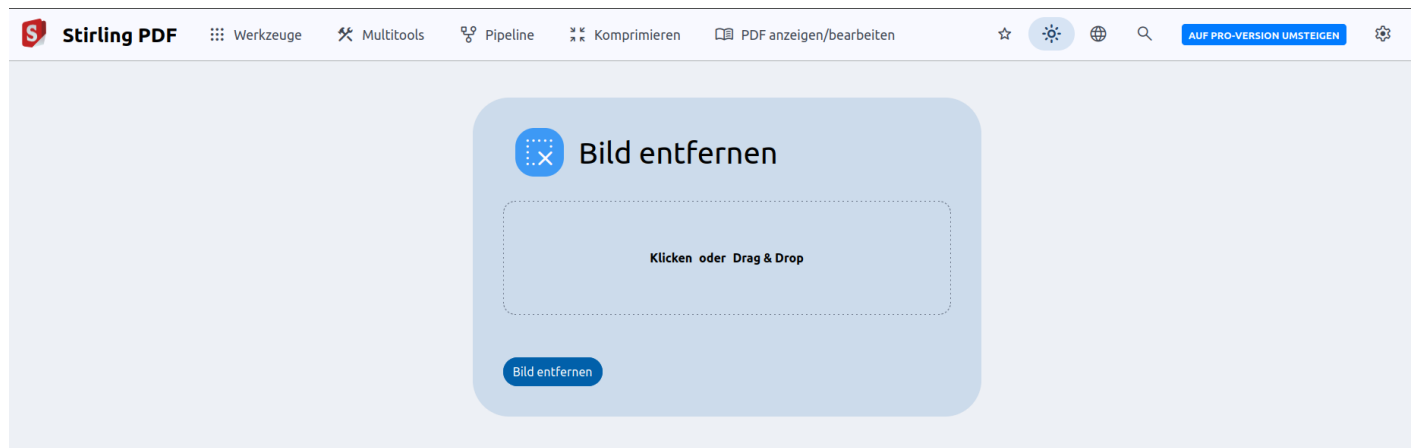 Stirling PDF Werkzeuge Multitools Pipeline Komprimieren PDF anzeigen/bearbeiten AUF PRO-VERSION UMSTEIGEN
Bild entfernen
Klicken oder Drag & Drop
Bild entfernen